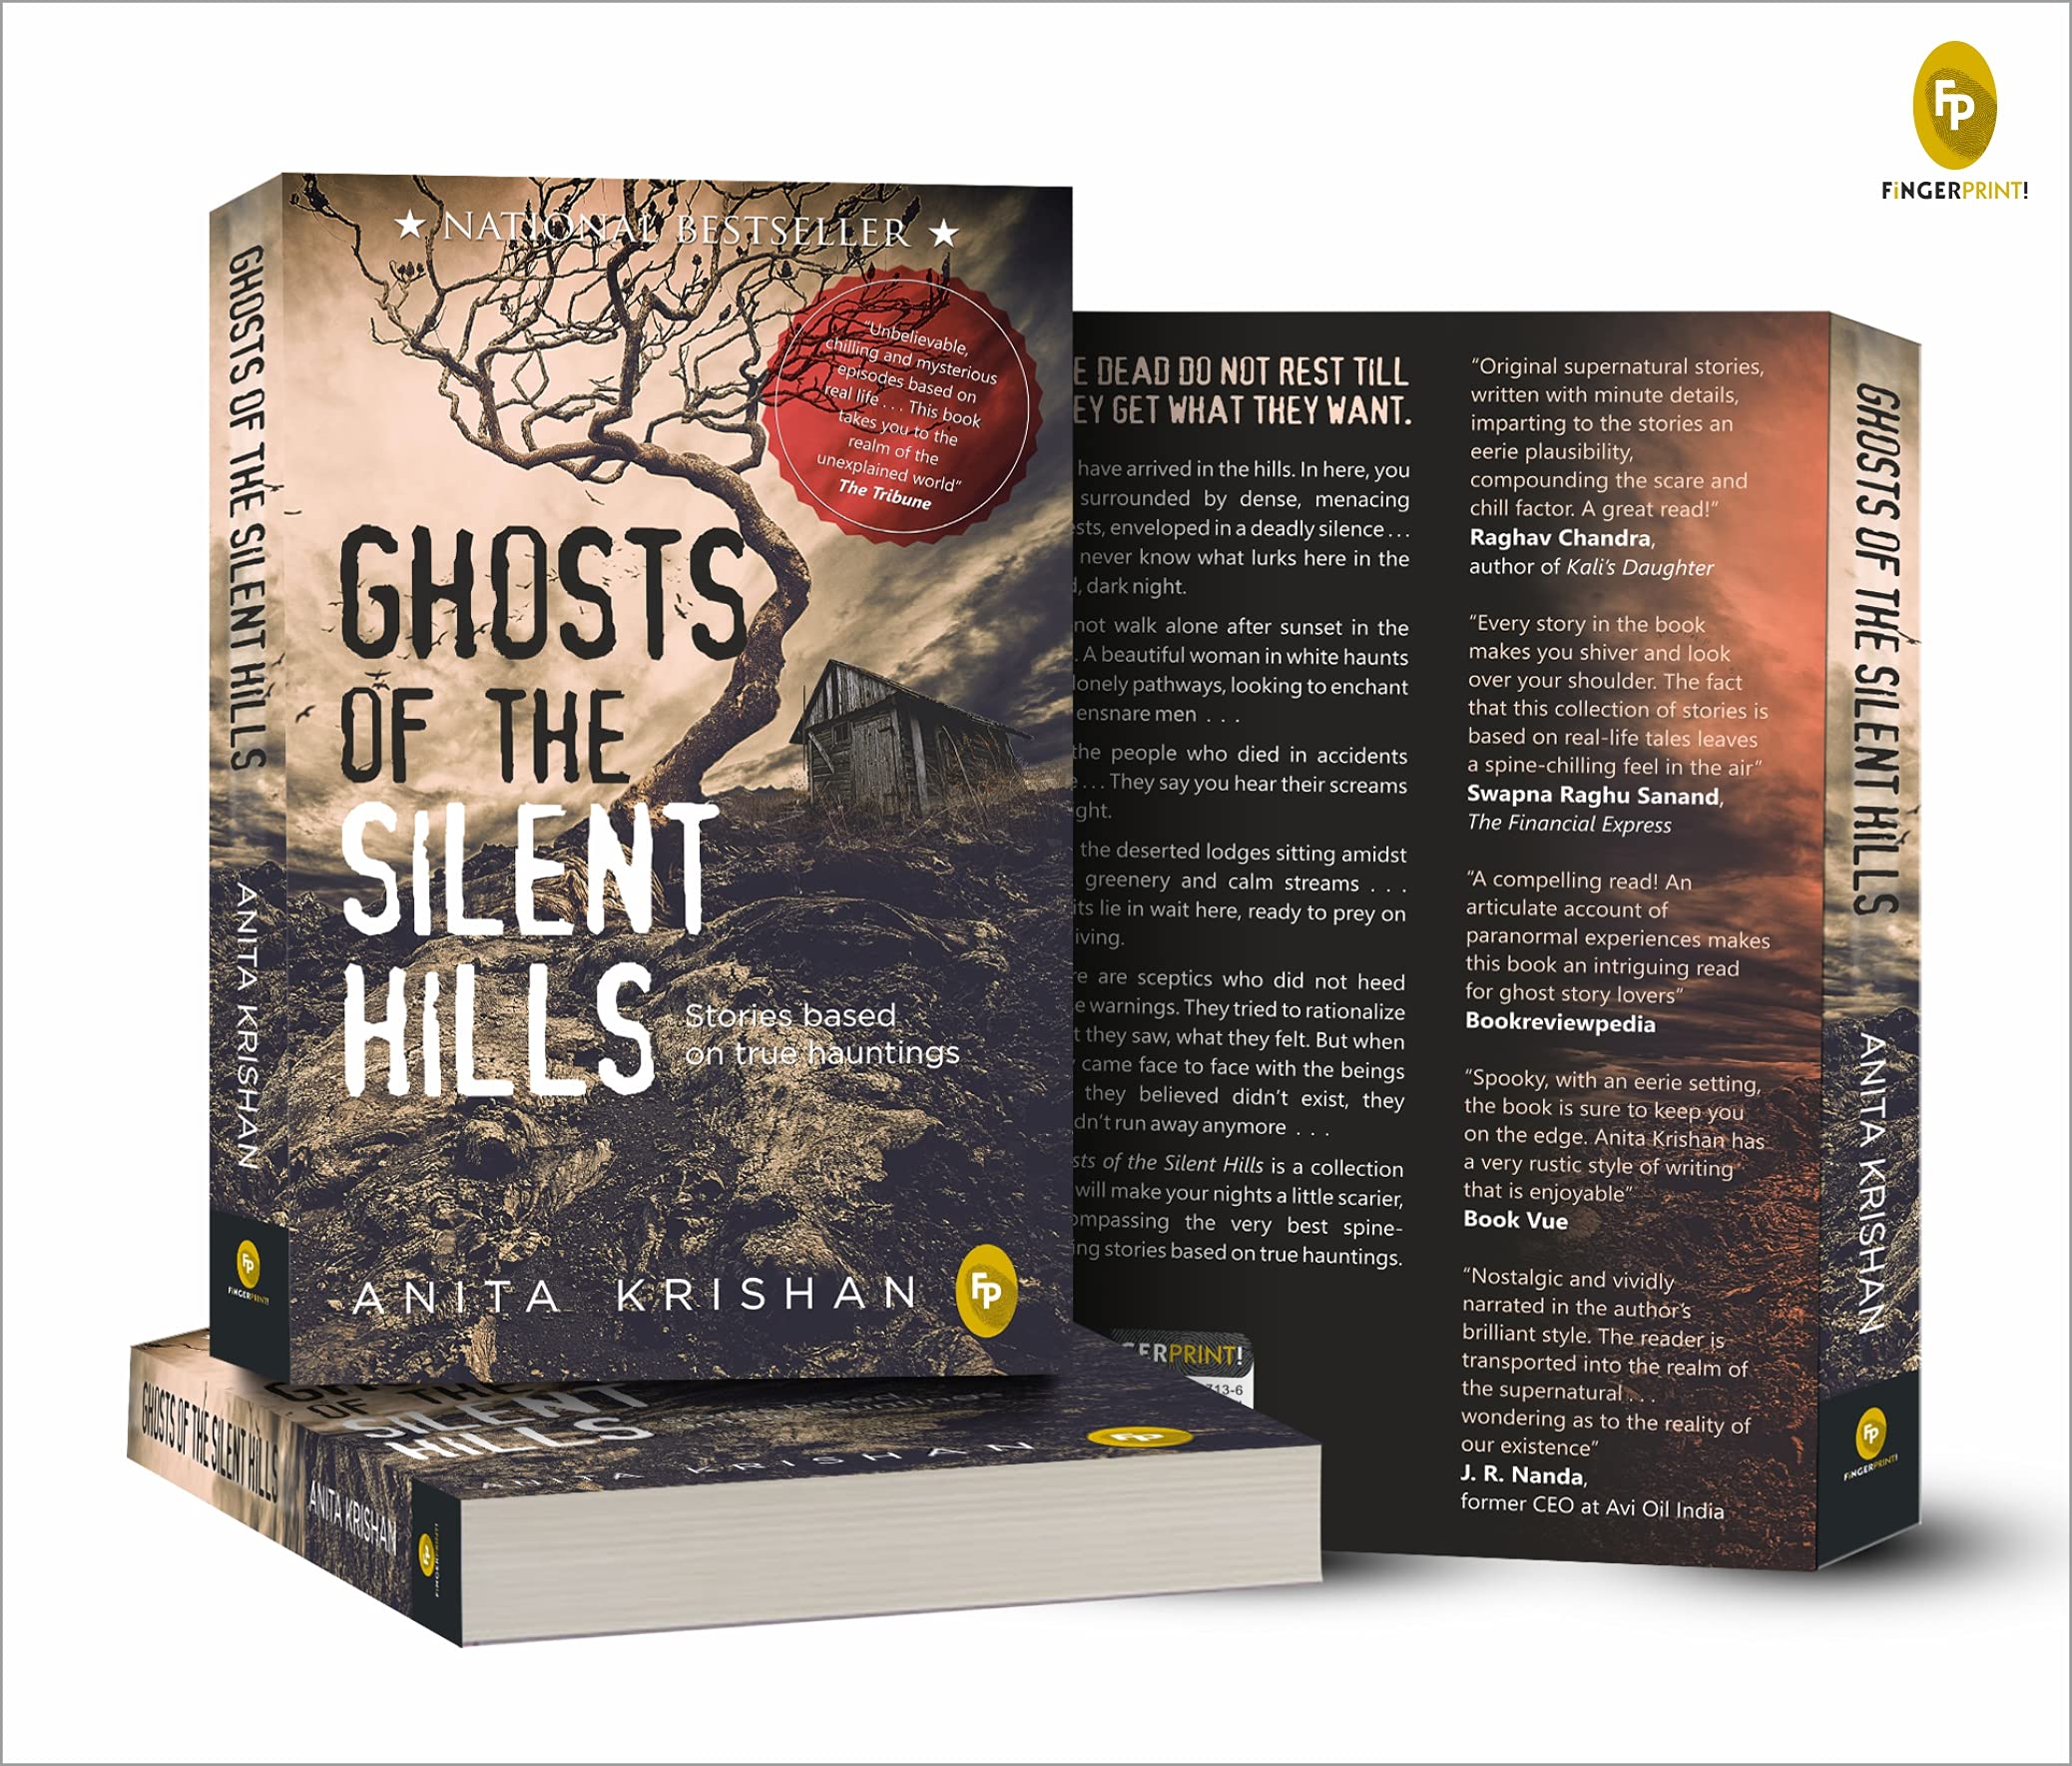 FiNGERPRINT!
FP
GHOSTS OF THE SILENT HILLS
ANITA KRISHAN
FP
FiNGERPRINT!
★ NATIONAL BESTSELLER ★
“Unbelievable,
chilling and mysterious
episodes based on
real life . . . This book
takes you to the
realm of the
unexplained world”
The Tribune
GHOSTS
OF THE
SILENT
HILLS
Stories based
on true hauntings
ANITA KRISHAN
FP
DEAD DO NOT REST TILL
GET WHAT THEY WANT.
have arrived in the hills. In here, you
surrounded by dense, menacing
enveloped in a deadly silence . . .
never know what lurks here in the
dark night.
not walk alone after sunset in the
. A beautiful woman in white haunts
lonely pathways, looking to enchant
ensnare men . . .
the people who died in accidents
. . . They say you hear their screams
the deserted lodges sitting amidst
greenery and calm streams . . .
lie in wait here, ready to prey on
are sceptics who did not heed
warnings. They tried to rationalize
they saw, what they felt. But when
came face to face with the beings
they believed didn’t exist, they
run away anymore . . .
of the Silent Hills is a collection
will make your nights a little scarier,
the very best spine-
stories based on true hauntings.
GERPRINT!
713-6
“Original supernatural stories,
written with minute details,
imparting to the stories an
eerie plausibility,
compounding the scare and
chill factor. A great read!”
Raghav Chandra,
author of Kali’s Daughter
“Every story in the book
makes you shiver and look
over your shoulder. The fact
that this collection of stories is
based on real-life tales leaves
a spine-chilling feel in the air”
Swapna Raghu Sanand,
The Financial Express
“A compelling read! An
articulate account of
paranormal experiences makes
this book an intriguing read
for ghost story lovers”
Bookreviewpedia
“Spooky, with an eerie setting,
the book is sure to keep you
on the edge. Anita Krishan has
a very rustic style of writing
that is enjoyable”
Book Vue
“Nostalgic and vividly
narrated in the author’s
brilliant style. The reader is
transported into the realm of
the supernatural . . .
wondering as to the reality of
our existence”
J. R. Nanda,
former CEO at Avi Oil India
GHOSTS OF THE SILENT HILLS
ANITA KRISHAN
FP
FiNGERPRINT!
GHOSTS OF THE SILENT HILLS
ANITA KRISHAN
FP
FiNGERPRINT!
OF THE
SILENT
HILLS
ANITA KRISHAN
FP